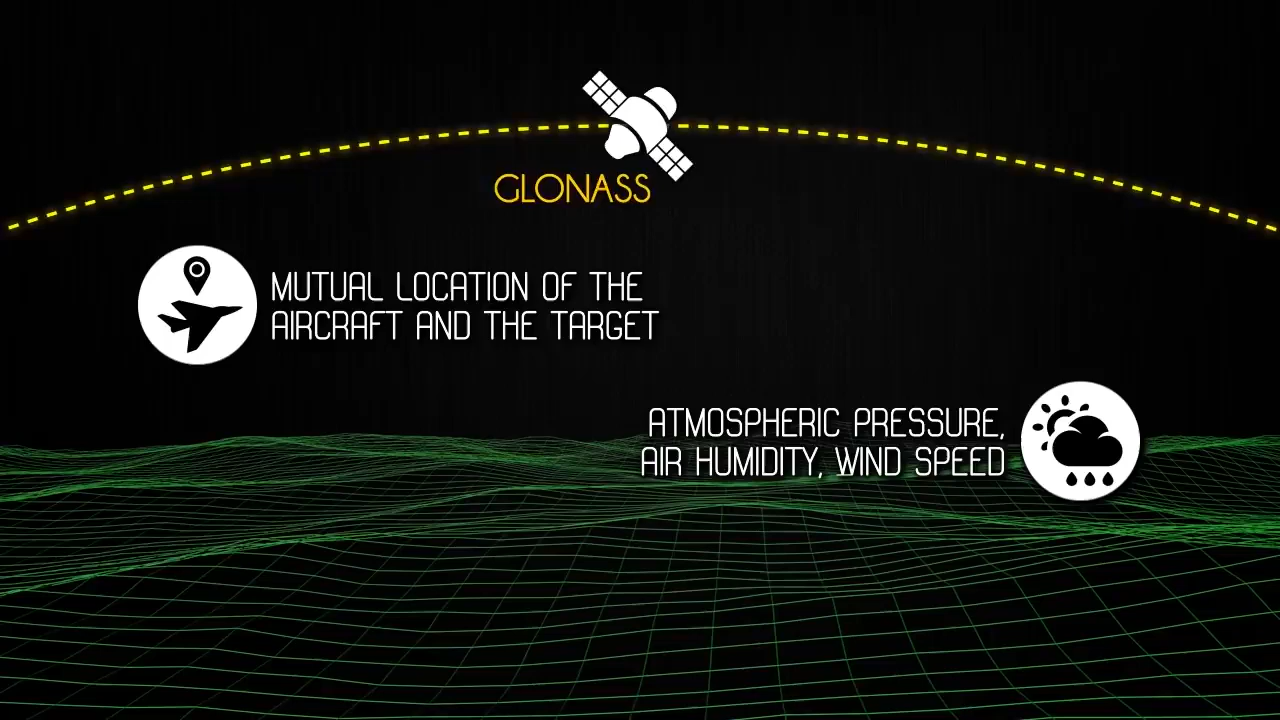 GLONASS
MUTUAL LOCATION OF THE
AIRCRAFT AND THE TARGET
ATMOSPHERIC PRESSURE,
AIR HUMIDITY, WIND SPEED